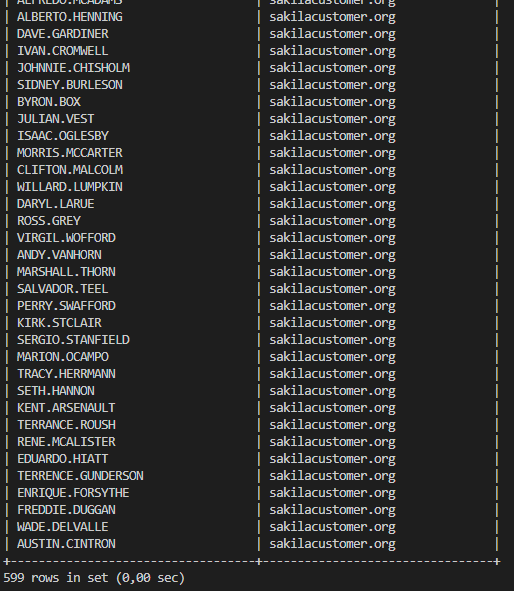 | ALFREDO.MCADAMS | sakilacustomer.org |
| ALBERTO.HENNING | sakilacustomer.org |
| DAVE.GARDINER | sakilacustomer.org |
| IVAN.CROMWELL | sakilacustomer.org |
| JOHNNIE.CHISHOLM | sakilacustomer.org |
| SIDNEY.BURLESON | sakilacustomer.org |
| BYRON.BOX | sakilacustomer.org |
| JULIAN.VEST | sakilacustomer.org |
| ISAAC.OGLESBY | sakilacustomer.org |
| MORRIS.MCCARTER | sakilacustomer.org |
| CLIFTON.MALCOLM | sakilacustomer.org |
| WILLARD.LUMPKIN | sakilacustomer.org |
| DARYL.LARUE | sakilacustomer.org |
| ROSS.GREY | sakilacustomer.org |
| VIRGIL.WOFFORD | sakilacustomer.org |
| ANDY.VANHORN | sakilacustomer.org |
| MARSHALL.THORN | sakilacustomer.org |
| SALVADOR.TEEL | sakilacustomer.org |
| PERRY.SWAFFORD | sakilacustomer.org |
| KIRK.STCLAIR | sakilacustomer.org |
| SERGIO.STANFIELD | sakilacustomer.org |
| MARION.OCAMPO | sakilacustomer.org |
| TRACY.HERRMANN | sakilacustomer.org |
| SETH.HANNON | sakilacustomer.org |
| KENT.ARSENAULT | sakilacustomer.org |
| TERRANCE.ROUSH | sakilacustomer.org |
| RENE.MCALISTER | sakilacustomer.org |
| EDUARDO.HIATT | sakilacustomer.org |
| TERRENCE.GUNDERSON | sakilacustomer.org |
| ENRIQUE.FORSYTHE | sakilacustomer.org |
| FREDDIE.DUGGAN | sakilacustomer.org |
| WADE.DELVALLE | sakilacustomer.org |
| AUSTIN.CINTRON | sakilacustomer.org |
+-----------------------------------+---------------------------------+
599 rows in set (0,00 sec)